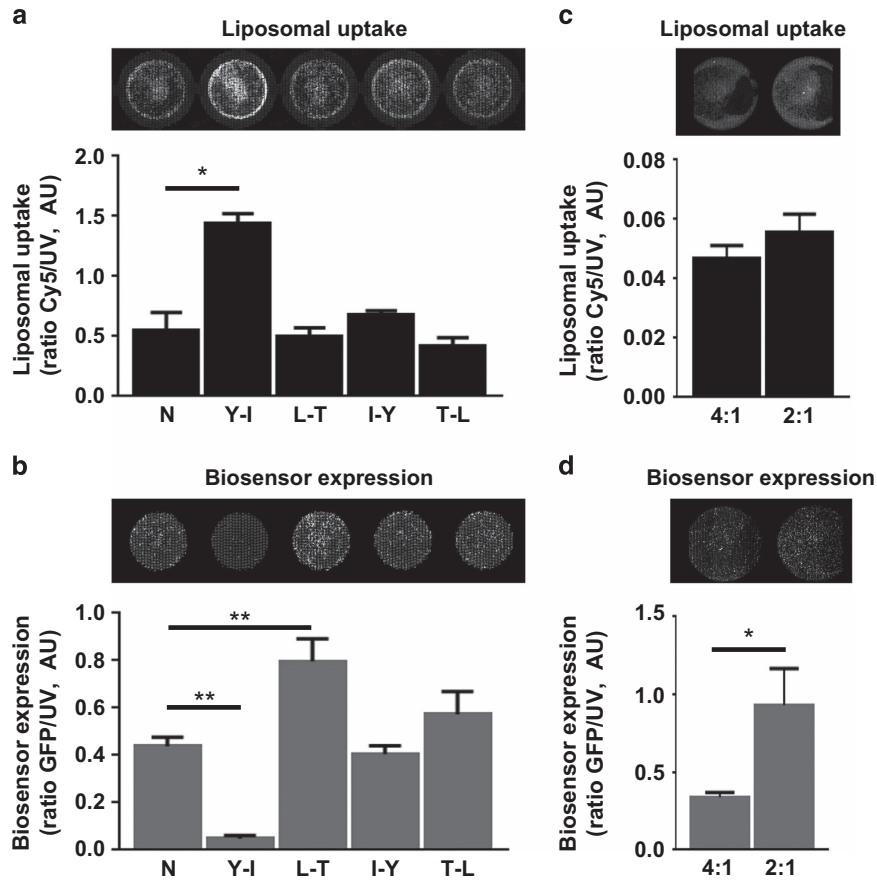 a
Liposomal uptake
Liposomal uptake
(ratio Cy5/UV, AU)
2.0
1.5
1.0
0.5
0.0
*
N Y-I L-T I-Y T-L
c
Liposomal uptake
Liposomal uptake
(ratio Cy5/UV, AU)
0.08
0.06
0.04
0.02
0.00
4:1 2:1
b
Biosensor expression
Biosensor expression
(ratio GFP/UV, AU)
1.0
0.8
0.6
0.4
0.2
0.0
**
**
N Y-I L-T I-Y T-L
d
Biosensor expression
Biosensor expression
(ratio GFP/UV, AU)
1.5
1.0
0.5
0.0
*
4:1 2:1